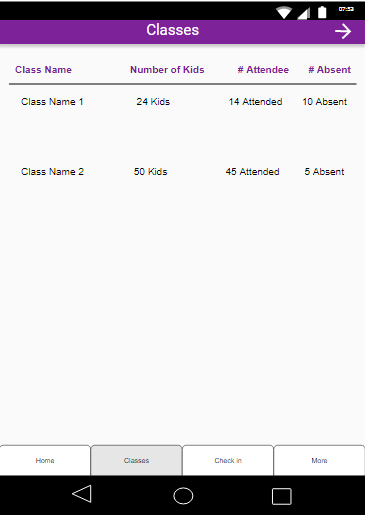 07:53
Classes
Class Name Number of Kids # Attendee # Absent
Class Name 1 24 Kids 14 Attended 10 Absent
Class Name 2 50 Kids 45 Attended 5 Absent
Home Classes Check in More